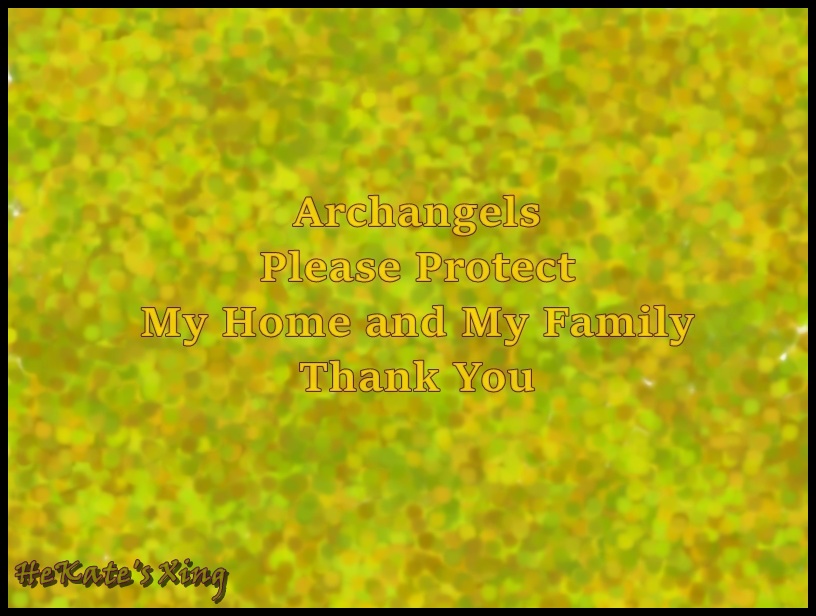 Archangels
Please Protect
My Home and My Family
Thank You
HeKate's Xing